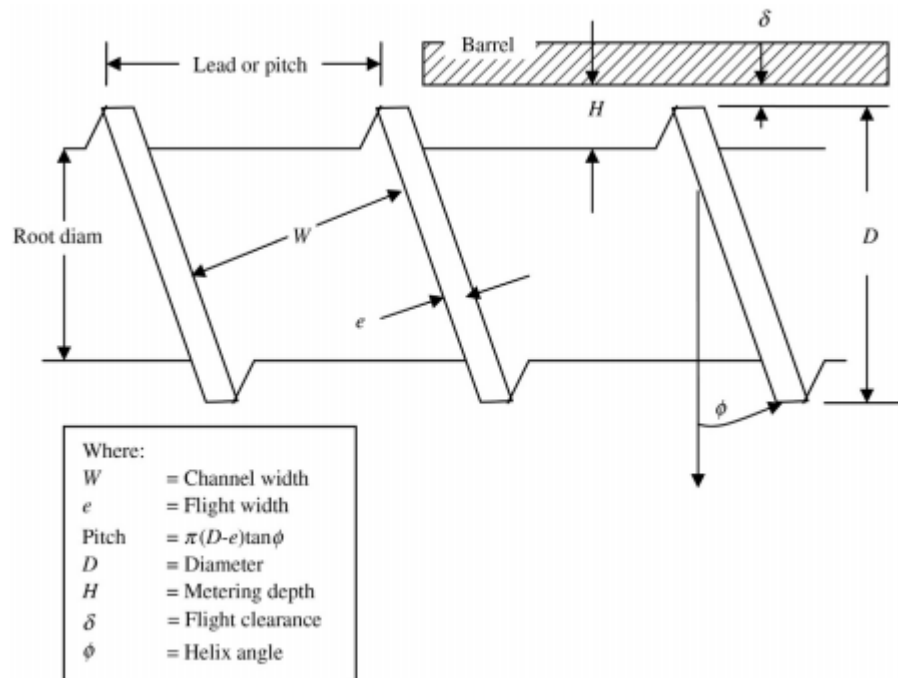 δ
Barrel
Lead or pitch
H
Root diam
W
D
e
ϕ
Where:
W = Channel width
e = Flight width
Pitch = π(D-e)tanϕ
D = Diameter
H = Metering depth
δ = Flight clearance
ϕ = Helix angle